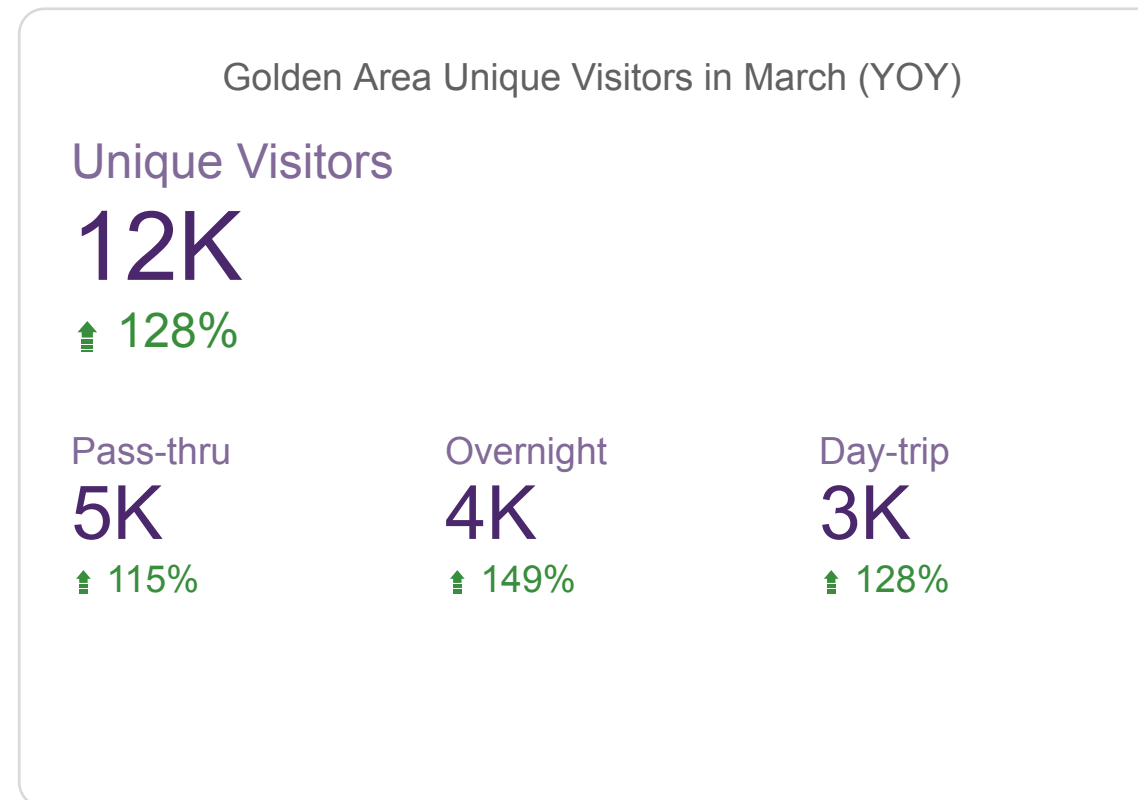 Golden Area Unique Visitors in March (YOY)
Unique Visitors
12K
128%
Pass-thru Overnight Day-trip
5K 4K 3K
115% 149% 128%